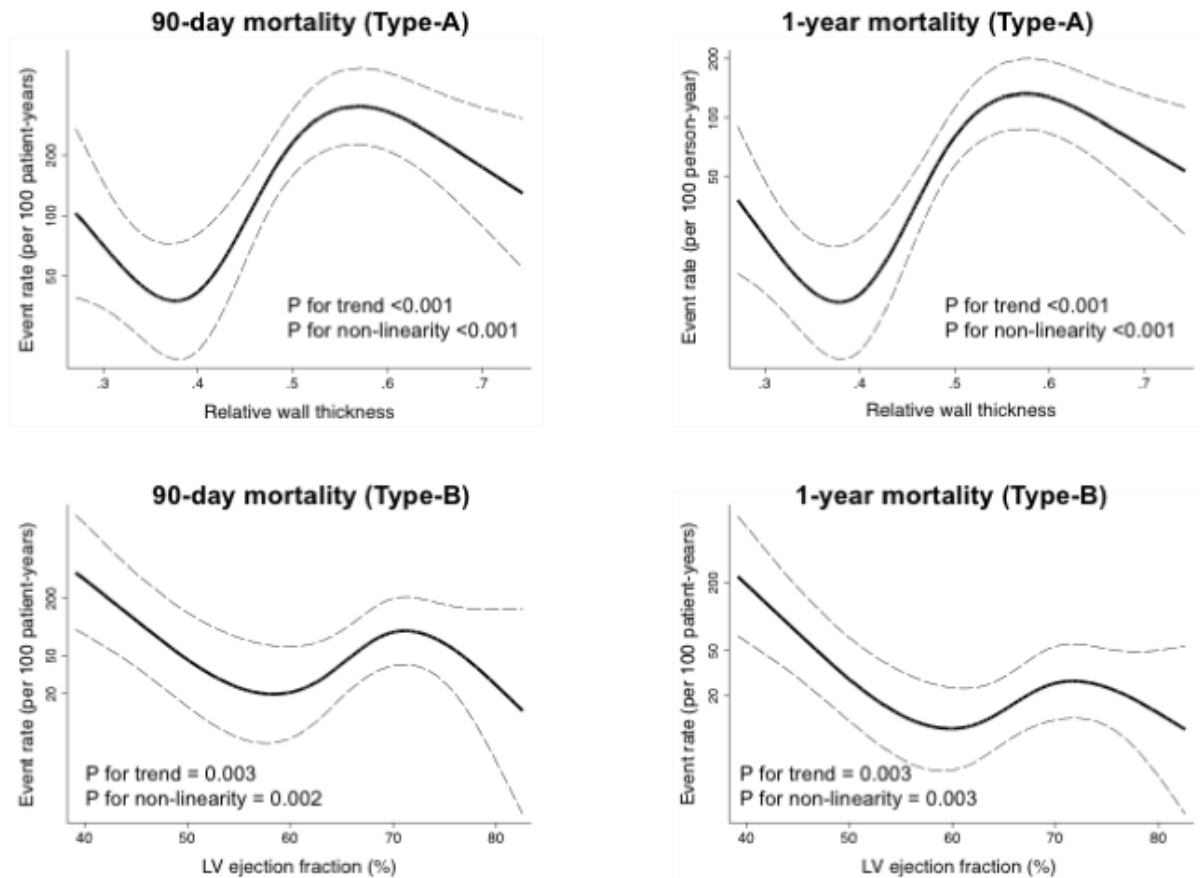 90-day mortality (Type-A)
Event rate (per 100 patient-years)
200
100
50
P for trend <0.001
P for non-linearity <0.001
.3 .4 .5 .6 .7
Relative wall thickness
1-year mortality (Type-A)
Event rate (per 100 person-year)
200
100
50
P for trend <0.001
P for non-linearity <0.001
.3 .4 .5 .6 .7
Relative wall thickness
90-day mortality (Type-B)
Event rate (per 100 patient-years)
200
50
20
P for trend = 0.003
P for non-linearity = 0.002
40 50 60 70 80
LV ejection fraction (%)
1-year mortality (Type-B)
Event rate (per 100 patient-years)
200
50
20
P for trend = 0.003
P for non-linearity = 0.003
40 50 60 70 80
LV ejection fraction (%)